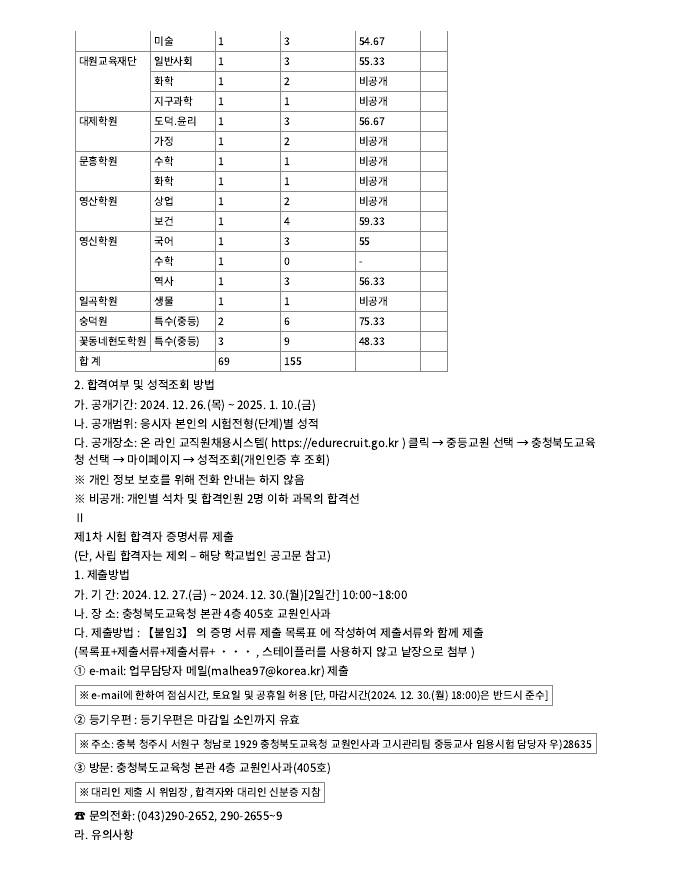 미술 1 3 54.67
대원교육재단 일반사회 1 3 55.33
화학 1 2 비공개
지구과학 1 1 비공개
대제학원 도덕.윤리 1 3 56.67
가정 1 2 비공개
문흥학원 수학 1 1 비공개
화학 1 1 비공개
영산학원 상업 1 2 비공개
보건 1 4 59.33
영신학원 국어 1 3 55
수학 1 0 -
역사 1 3 56.33
일곡학원 생물 1 1 비공개
숭덕원 특수(중등) 2 6 75.33
꽃동네현도학원 특수(중등) 3 9 48.33
합 계 69 155
2. 합격여부 및 성적조회 방법
가. 공개기간: 2024. 12. 26.(목) ~ 2025. 1. 10.(금)
나. 공개범위: 응시자 본인의 시험전형(단계)별 성적
다. 공개장소: 온 라인 교직원채용시스템( https://edurecruit.go.kr ) 클릭 → 중등교원 선택 → 충청북도교육
청 선택 → 마이페이지 → 성적조회(개인인증 후 조회)
※ 개인 정보 보호를 위해 전화 안내는 하지 않음
※ 비공개: 개인별 석차 및 합격인원 2명 이하 과목의 합격선
Ⅱ
제1차 시험 합격자 증명서류 제출
(단, 사립 합격자는 제외 – 해당 학교법인 공고문 참고)
1. 제출방법
가. 기 간: 2024. 12. 27.(금) ~ 2024. 12. 30.(월)[2일간] 10:00~18:00
나. 장 소: 충청북도교육청 본관 4층 405호 교원인사과
다. 제출방법 : 【붙임3】 의 증명 서류 제출 목록표 에 작성하여 제출서류와 함께 제출
(목록표+제출서류+제출서류+ ・ ・ ・ , 스테이플러를 사용하지 않고 낱장으로 첨부 )
① e-mail: 업무담당자 메일(malhea97@korea.kr) 제출
※ e-mail에 한하여 점심시간, 토요일 및 공휴일 허용 [단, 마감시간(2024. 12. 30.(월) 18:00)은 반드시 준수]
② 등기우편 : 등기우편은 마감일 소인까지 유효
※ 주소: 충북 청주시 서원구 청남로 1929 충청북도교육청 교원인사과 고시관리팀 중등교사 임용시험 담당자 우)28635
③ 방문: 충청북도교육청 본관 4층 교원인사과(405호)
※ 대리인 제출 시 위임장 , 합격자와 대리인 신분증 지참
☎ 문의전화: (043)290-2652, 290-2655~9
라. 유의사항